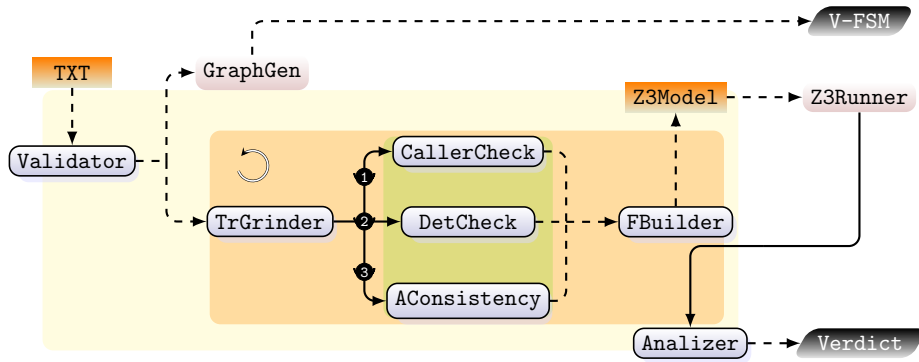 V-FSM
TXT
GraphGen
Z3Model
Z3Runner
Validator
CallerCheck
1
TrGrinder
2
DetCheck
FBuilder
3
AConsistency
Analizer
Verdict